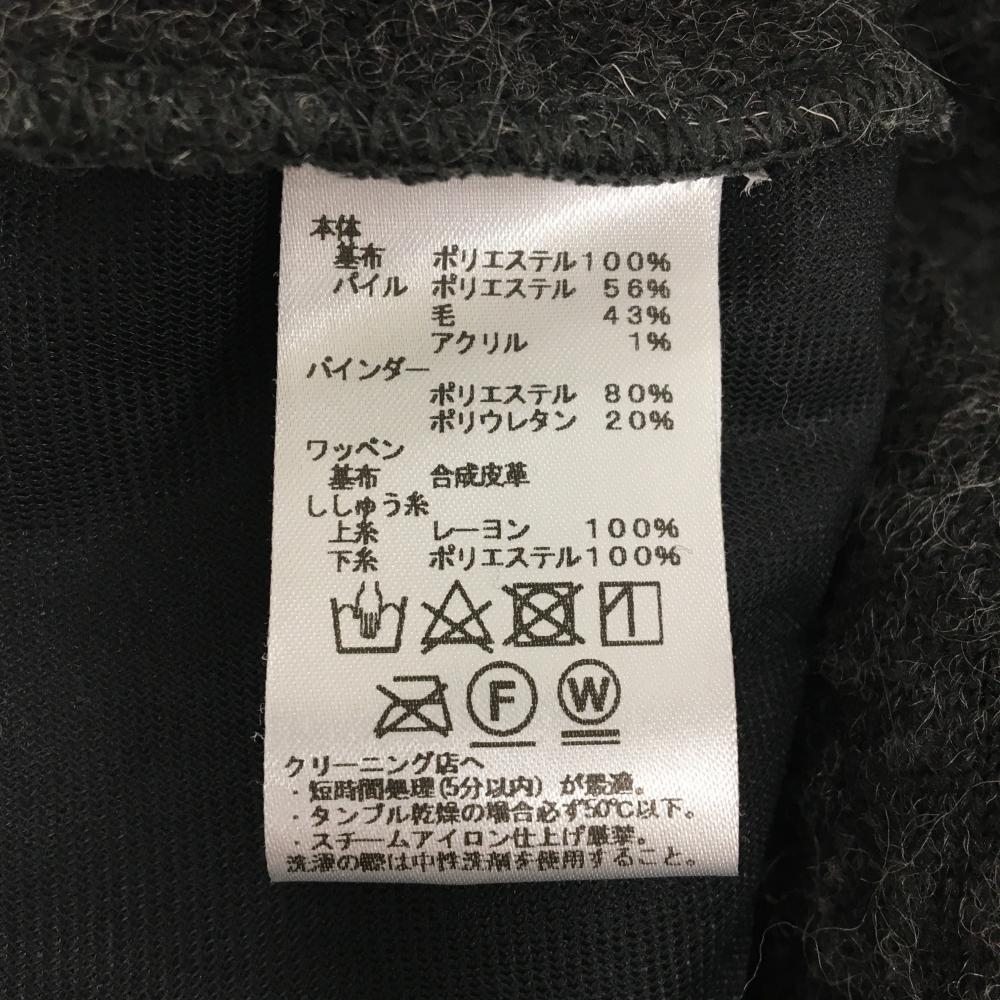 本体
基布 ポリエステル100%
パイル ポリエステル 56%
毛 43%
アクリル 1%
バインダー
ポリエステル 80%
ポリウレタン 20%
ワッペン
基布 合成皮革
ししゅう糸
上糸 レーヨン 100%
下糸 ポリエステル100%
F W
クリーニング店へ
・短時間処理(5分以内)が最適。
・タンブル乾燥の場合必ず50℃以下。
・スチームアイロン仕上げ厳禁。
洗濯の際は中性洗剤を使用すること。